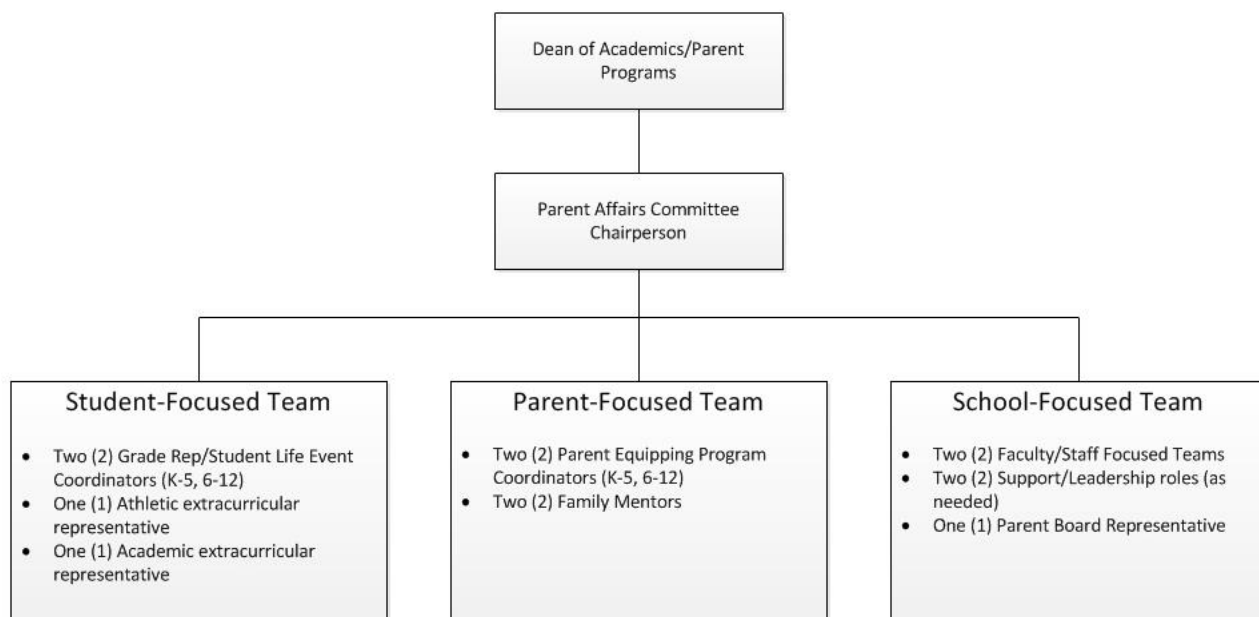 Dean of Academics/Parent
Programs
Parent Affairs Committee
Chairperson
Student-Focused Team
• Two (2) Grade Rep/Student Life Event
Coordinators (K-5, 6-12)
• One (1) Athletic extracurricular
representative
• One (1) Academic extracurricular
representative
Parent-Focused Team
• Two (2) Parent Equipping Program
Coordinators (K-5, 6-12)
• Two (2) Family Mentors
School-Focused Team
• Two (2) Faculty/Staff Focused Teams
• Two (2) Support/Leadership roles (as
needed)
• One (1) Parent Board Representative